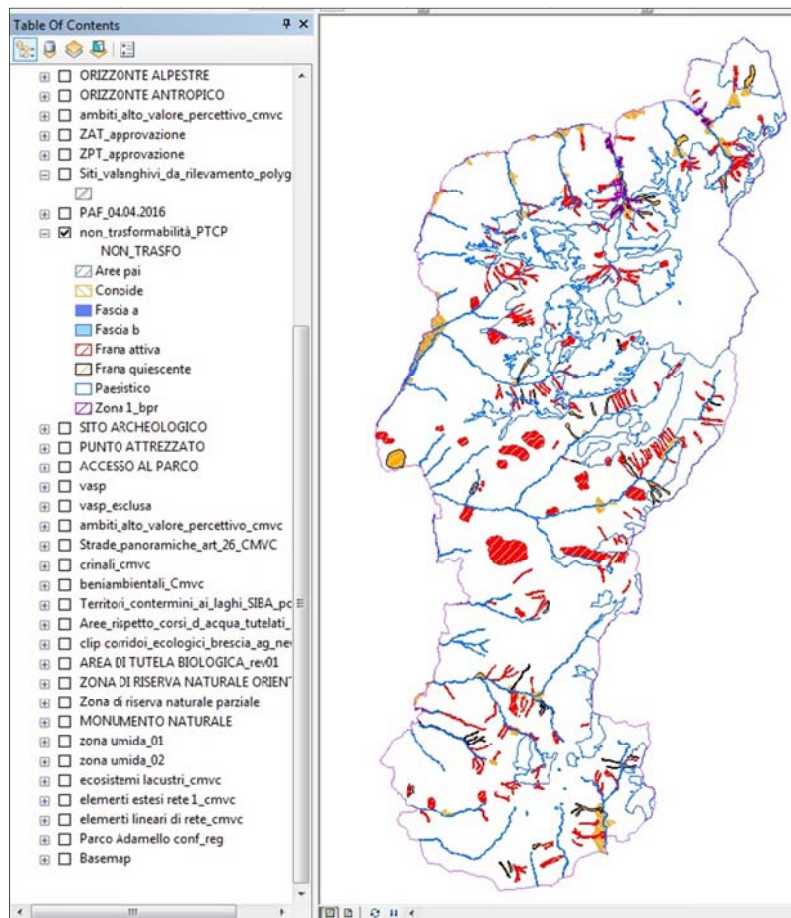 Table Of Contents
ORIZZONTE ALPESTRE
ORIZZONTE ANTROPICO
ambiti_alto_valore_percettivo_cmvc
ZAT_approvazione
ZPT_approvazione
Siti_valanghivi_da_rilevamento_polyg
PAF_04.04.2016
non_trasformabilità_PTCP
NON_TRASFO
Aree pai
Conoide
Fascia a
Fascia b
Frana attiva
Frana quiescente
Paesistico
Zona 1_bpr
SITO ARCHEOLOGICO
PUNTO ATTREZZATO
ACCESSO AL PARCO
vasp
vasp_esclusa
ambiti_alto_valore_percettivo_cmvc
Strade_panoramiche_art_26_CMVC
crinali_cmvc
beniambientali_Cmvc
Territori_contermini_ai_laghi_SIBA_po
Aree_rispetto_corsi_d_acqua_tutelati_
clip corridoi_ecologici_brescia_ag_nev
AREA DI TUTELA BIOLOGICA_rev01
ZONA DI RISERVA NATURALE ORIENT
Zona di riserva naturale parziale
MONUMENTO NATURALE
zona umida_01
zona umida_02
ecosistemi lacustri_cmvc
elementi estesi rete 1_cmvc
elementi lineari di rete_cmvc
Parco Adamello conf_reg
Basemap